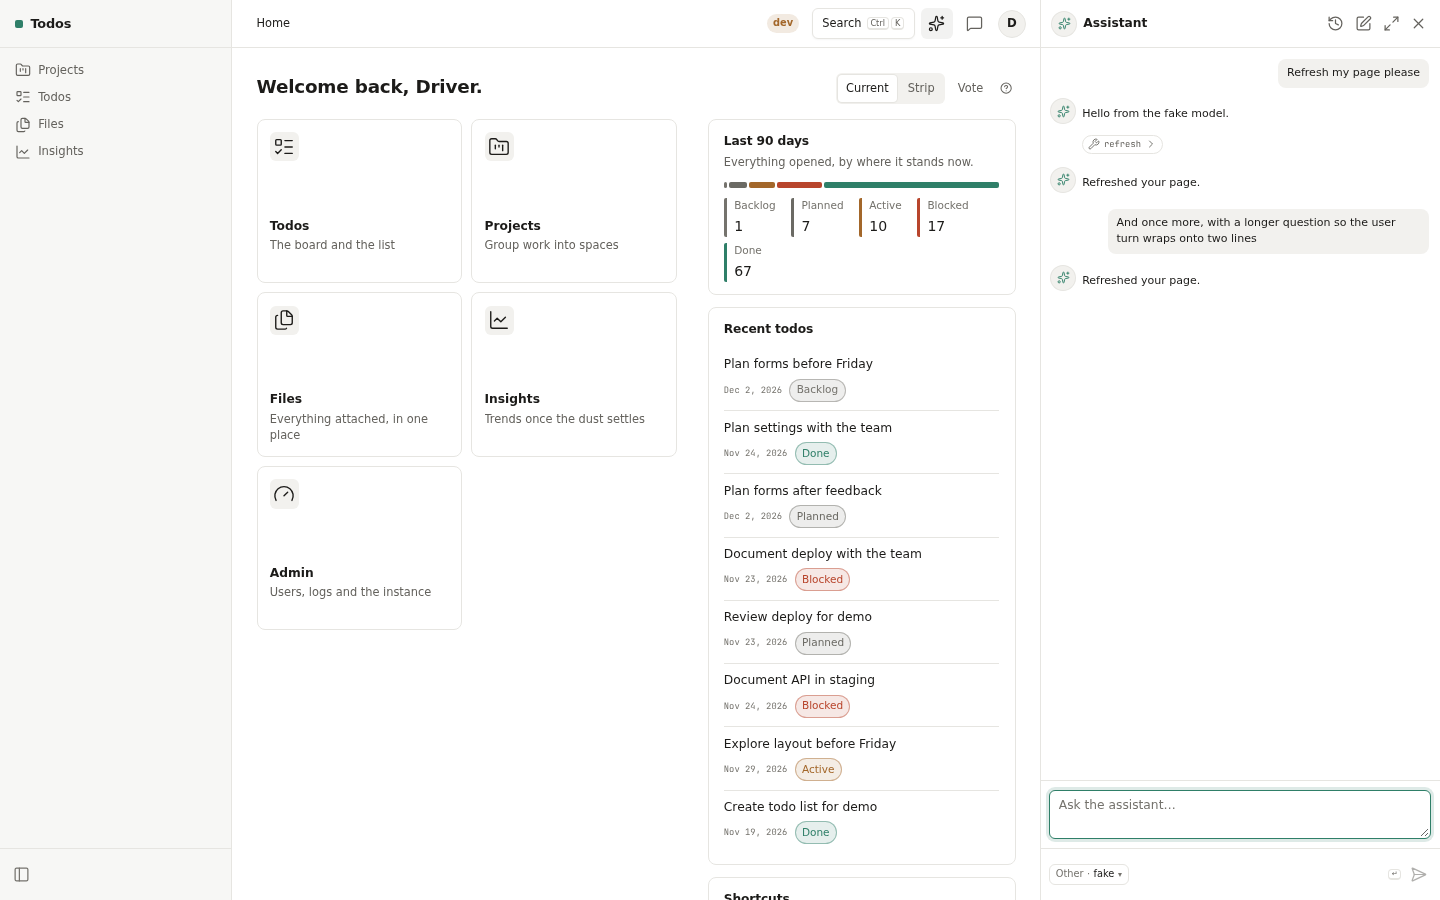 Todos
Projects
Todos
Files
Insights
Home
dev
Search Ctrl K
D
Welcome back, Driver.
Current Strip Vote
Todos
The board and the list
Projects
Group work into spaces
Files
Everything attached, in one
place
Insights
Trends once the dust settles
Admin
Users, logs and the instance
Last 90 days
Everything opened, by where it stands now.
Backlog
1
Planned
7
Active
10
Blocked
17
Done
67
Recent todos
Plan forms before Friday
Dec 2, 2026 Backlog
Plan settings with the team
Nov 24, 2026 Done
Plan forms after feedback
Dec 2, 2026 Planned
Document deploy with the team
Nov 23, 2026 Blocked
Review deploy for demo
Nov 23, 2026 Planned
Document API in staging
Nov 24, 2026 Blocked
Explore layout before Friday
Nov 29, 2026 Active
Create todo list for demo
Nov 19, 2026 Done
Shortcuts
Assistant
Refresh my page please
Hello from the fake model.
refresh
Refreshed your page.
And once more, with a longer question so the user
turn wraps onto two lines
Refreshed your page.
Ask the assistant…
Other · fake